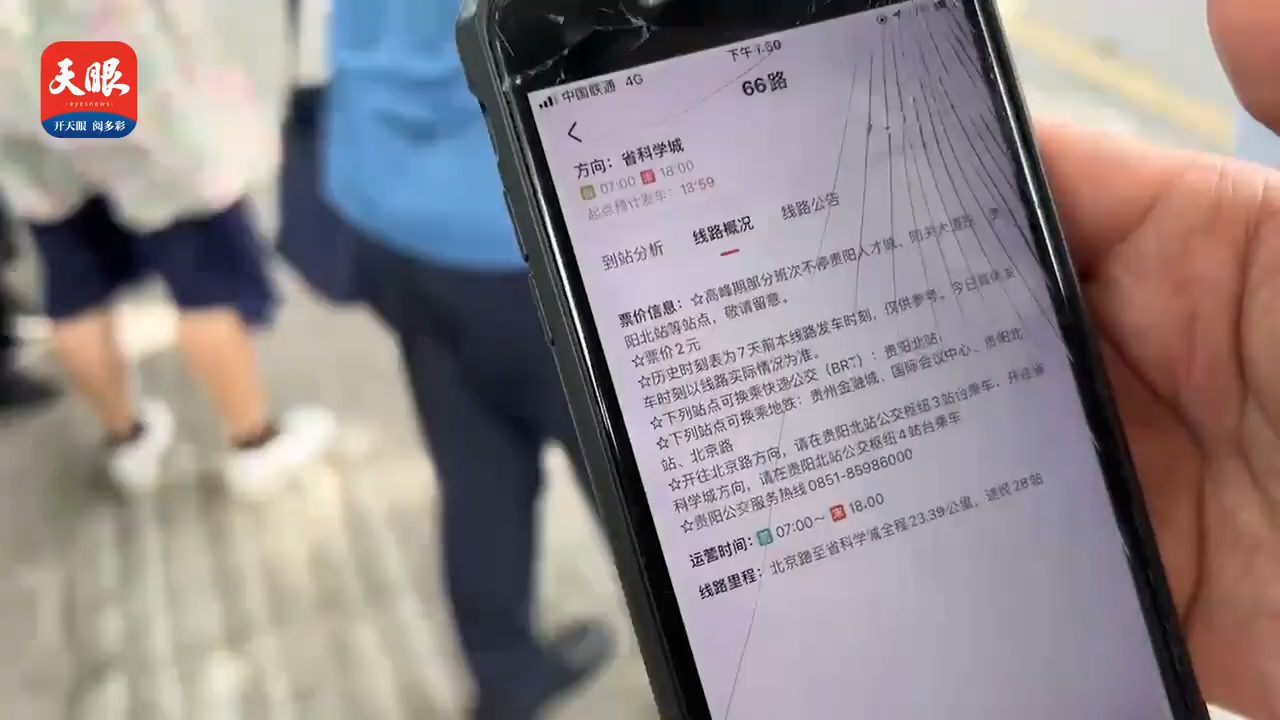 天眼
·eyesnews·
开天眼 阅多彩
中国联通 4G
下午 1:50
66路
方向：省科学城
首 07:00 末 18:00
起点预计发车：13:59
到站分析 线路概况 线路公告
票价信息：☆高峰期部分班次不停贵阳人才城、阳关大道
阳北站等站点，敬请留意。
☆票价2元
☆历史时刻表为7天前本线路发车时刻，仅供参考。今日具体发
车时刻以线路实际情况为准。
☆下列站点可换乘快速公交（BRT）：贵阳北站，
☆下列站点可换乘地铁：贵州金融城、国际会议中心、贵阳北
站、北京路
☆开往北京路方向，请在贵阳北站公交枢纽3站台乘车，开往省
科学城方向，请在贵阳北站公交枢纽4站台乘车
☆贵阳公交服务热线0851-85986000
运营时间： 首 07:00～ 末 18:00
线路里程：北京路至省科学城全程23.39公里，途经28站